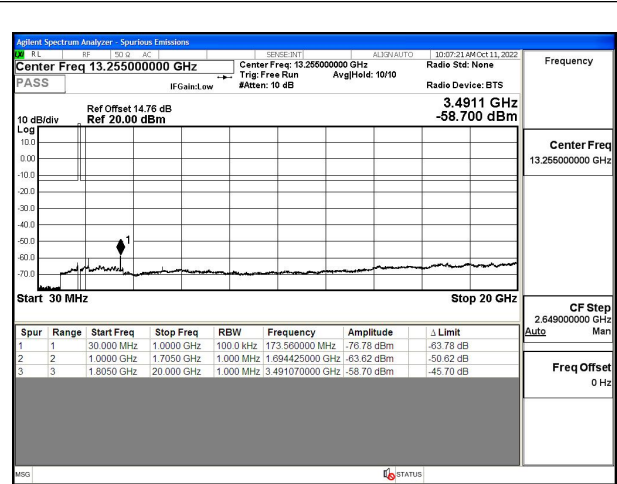 Agilent Spectrum Analyzer - Spurious Emissions
RL RF 50 Ω AC SENSE:INT ALIGNAUTO 10:07:21 AM Oct 11, 2022
Center Freq 13.255000000 GHz
Center Freq: 13.255000000 GHz
Radio Std: None
Trig: Free Run Avg|Hold: 10/10
PASS
IFGain:Low
#Atten: 10 dB
Radio Device: BTS
Ref Offset 14.76 dB
3.4911 GHz
10 dB/div Ref 20.00 dBm
-58.700 dBm
Log
10.0
0.00
-10.0
-20.0
-30.0
-40.0
-50.0
-60.0
-70.0
1
Start 30 MHz Stop 20 GHz
Spur Range Start Freq Stop Freq RBW Frequency Amplitude Δ Limit
1 1 30.000 MHz 1.0000 GHz 100.0 kHz 173.560000 MHz -76.78 dBm -63.78 dB
2 2 1.0000 GHz 1.7050 GHz 1.000 MHz 1.694425000 GHz -63.62 dBm -50.62 dB
3 3 1.8050 GHz 20.000 GHz 1.000 MHz 3.491070000 GHz -58.70 dBm -45.70 dB
Frequency
Center Freq
13.255000000 GHz
CF Step
2.649000000 GHz
Auto Man
Freq Offset
0 Hz
MSG STATUS